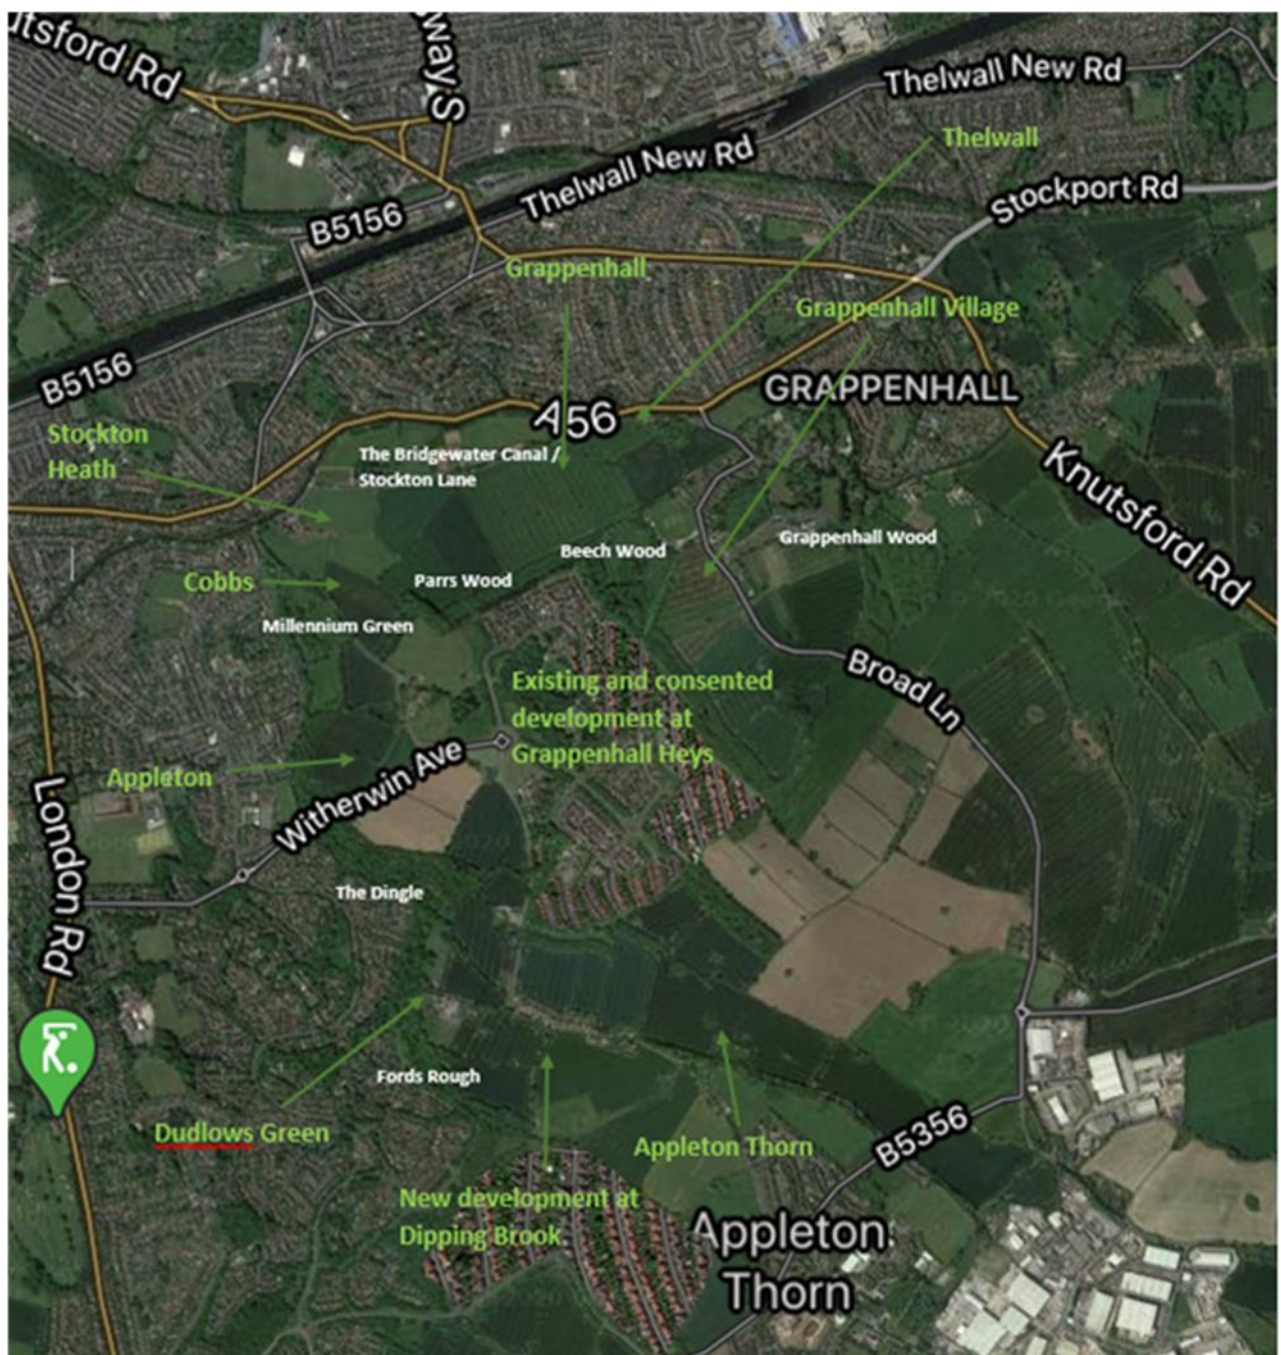 utsford Rd
way S
Thelwall New Rd
Thelwall
Thelwall New Rd
Stockport Rd
B5156
Grappenhall
Grappenhall Village
B5156
GRAPPENHALL
A56
Stockton
Heath
The Bridgewater Canal /
Stockton Lane
Knutsford Rd
Grappenhall Wood
Beech Wood
Cobbs
Parrs Wood
Millennium Green
Existing and consented
development at
Grappenhall Heys
Broad Ln
Appleton
Witherwin Ave
London Rd
The Dingle
Fords Rough
Dudlows Green
Appleton Thorn
B5356
New development at
Dipping Brook
Appleton
Thorn